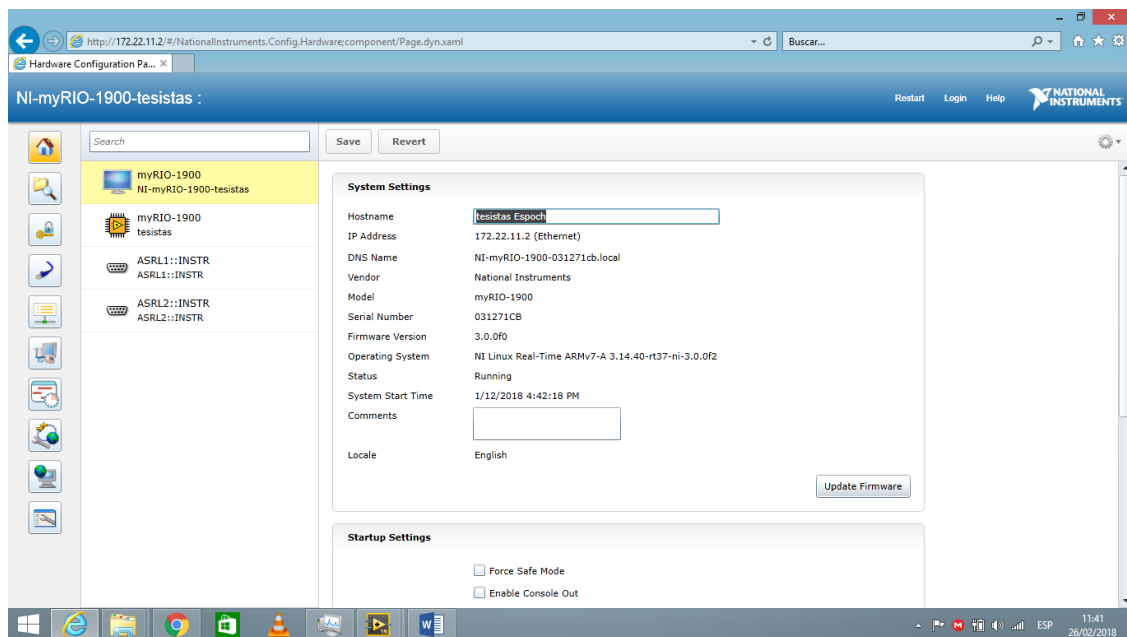 http://172.22.11.2/#/NationalInstruments.Config.Hardware;component/Page.dyn.xaml
Buscar...
Hardware Configuration Pa...
NI-myRIO-1900-tesistas :
Restart Login Help NATIONAL INSTRUMENTS
Search
Save Revert
myRIO-1900
NI-myRIO-1900-tesistas
myRIO-1900
tesistas
ASRL1::INSTR
ASRL1::INSTR
ASRL2::INSTR
ASRL2::INSTR
System Settings
Hostname tesistas Espoch
IP Address 172.22.11.2 (Ethernet)
DNS Name NI-myRIO-1900-031271cb.local
Vendor National Instruments
Model myRIO-1900
Serial Number 031271CB
Firmware Version 3.0.0f0
Operating System NI Linux Real-Time ARMv7-A 3.14.40-rt37-ni-3.0.0f2
Status Running
System Start Time 1/12/2018 4:42:18 PM
Comments
Locale English
Update Firmware
Startup Settings
Force Safe Mode
Enable Console Out
ESP
11:41
26/02/2018